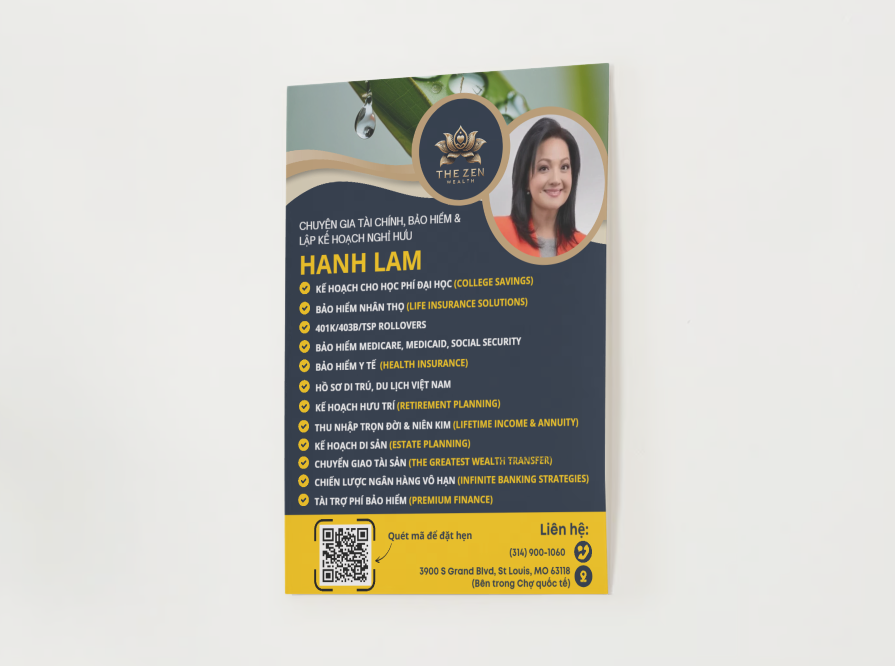 THE ZEN
WEALTH
CHUYÊN GIA TÀI CHÍNH, BẢO HIỂM &
LẬP KẾ HOẠCH NGHỈ HƯU
HANH LAM
KẾ HOẠCH CHO HỌC PHÍ ĐẠI HỌC (COLLEGE SAVINGS)
BẢO HIỂM NHÂN THỌ (LIFE INSURANCE SOLUTIONS)
401K/403B/TSP ROLLOVERS
BẢO HIỂM MEDICARE, MEDICAID, SOCIAL SECURITY
BẢO HIỂM Y TẾ (HEALTH INSURANCE)
HỒ SƠ DI TRÚ, DU LỊCH VIỆT NAM
KẾ HOẠCH HƯU TRÍ (RETIREMENT PLANNING)
THU NHẬP TRỌN ĐỜI & NIÊN KIM (LIFETIME INCOME & ANNUITY)
KẾ HOẠCH DI SẢN (ESTATE PLANNING)
CHUYỂN GIAO TÀI SẢN (THE GREATEST WEALTH TRANSFER)
CHIẾN LƯỢC NGÂN HÀNG VÔ HẠN (INFINITE BANKING STRATEGIES)
TÀI TRỢ PHÍ BẢO HIỂM (PREMIUM FINANCE)
Quét mã để đặt hẹn
Liên hệ:
(314) 900-1060
3900 S Grand Blvd, St Louis, MO 63118
(Bên trong Chợ quốc tế)